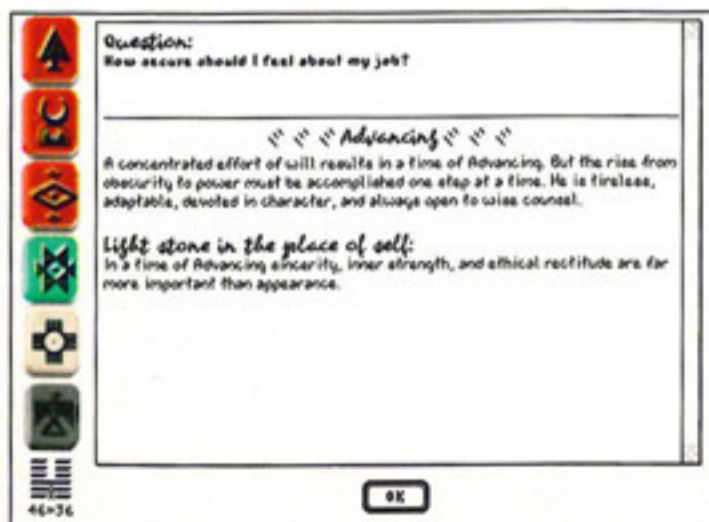 Question:
How secure should I feel about my job?
Advancing
A concentrated effort of will results in a time of Advancing. But the rise from
obscurity to power must be accomplished one step at a time. He is tireless,
adaptable, devoted in character, and always open to wise counsel.
Light stone in the place of self:
In a time of Advancing sincerity, inner strength, and ethical rectitude are far
more important than appearance.
OK
46>36